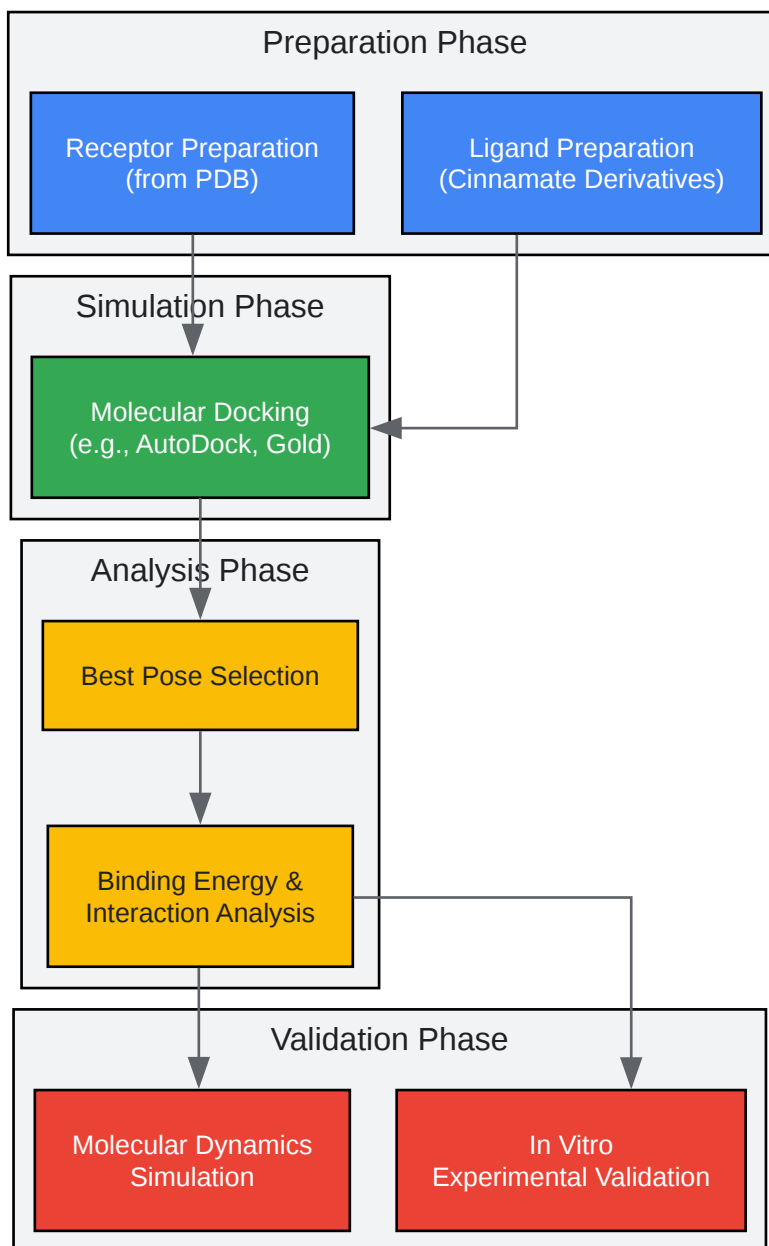 Preparation Phase
Receptor Preparation
(from PDB)
Ligand Preparation
(Cinnamate Derivatives)
Simulation Phase
Molecular Docking
(e.g., AutoDock, Gold)
Analysis Phase
Best Pose Selection
Binding Energy &
Interaction Analysis
Validation Phase
Molecular Dynamics
Simulation
In Vitro
Experimental Validation